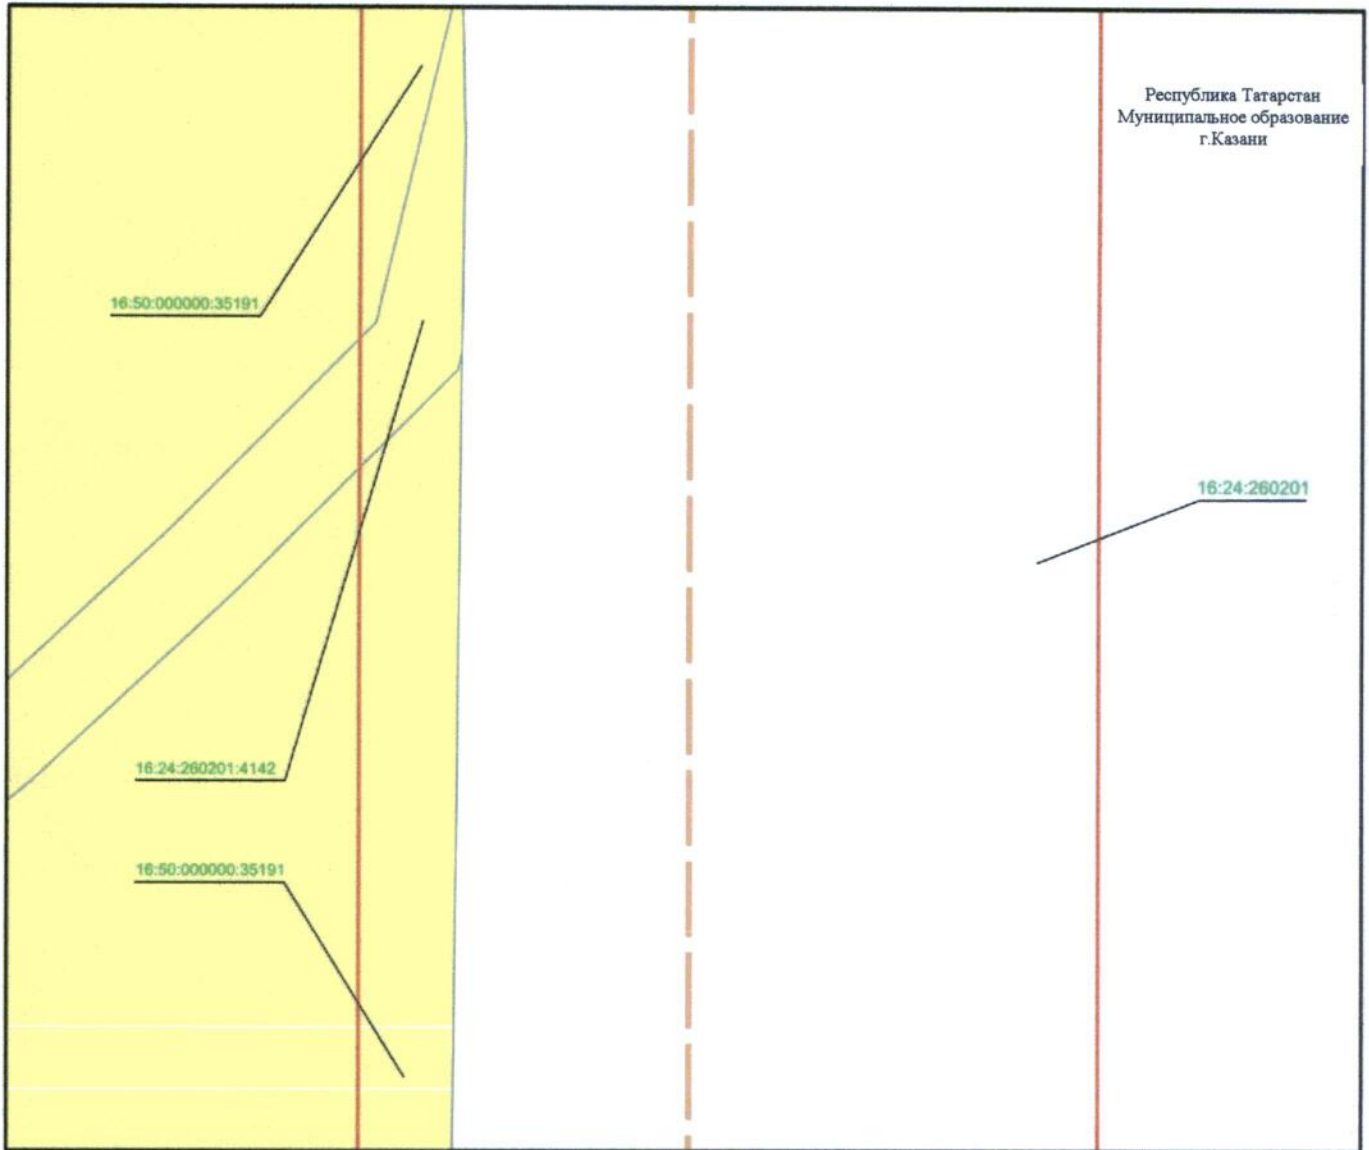 Республика Татарстан
Муниципальное образование
г.Казани
16:50:000000:35191
16:24:260201
16:24:260201:4142
16:50:000000:35191